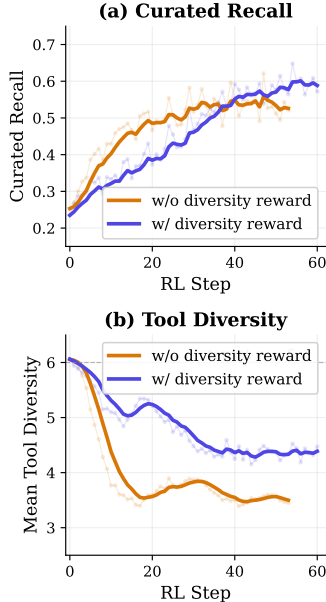 (a) Curated Recall
Curated Recall
0.7
0.6
0.5
0.4
0.3
0.2
w/o diversity reward
w/ diversity reward
0
20
40
60
RL Step
(b) Tool Diversity
Mean Tool Diversity
6
5
4
3
w/o diversity reward
w/ diversity reward
0
20
40
60
RL Step